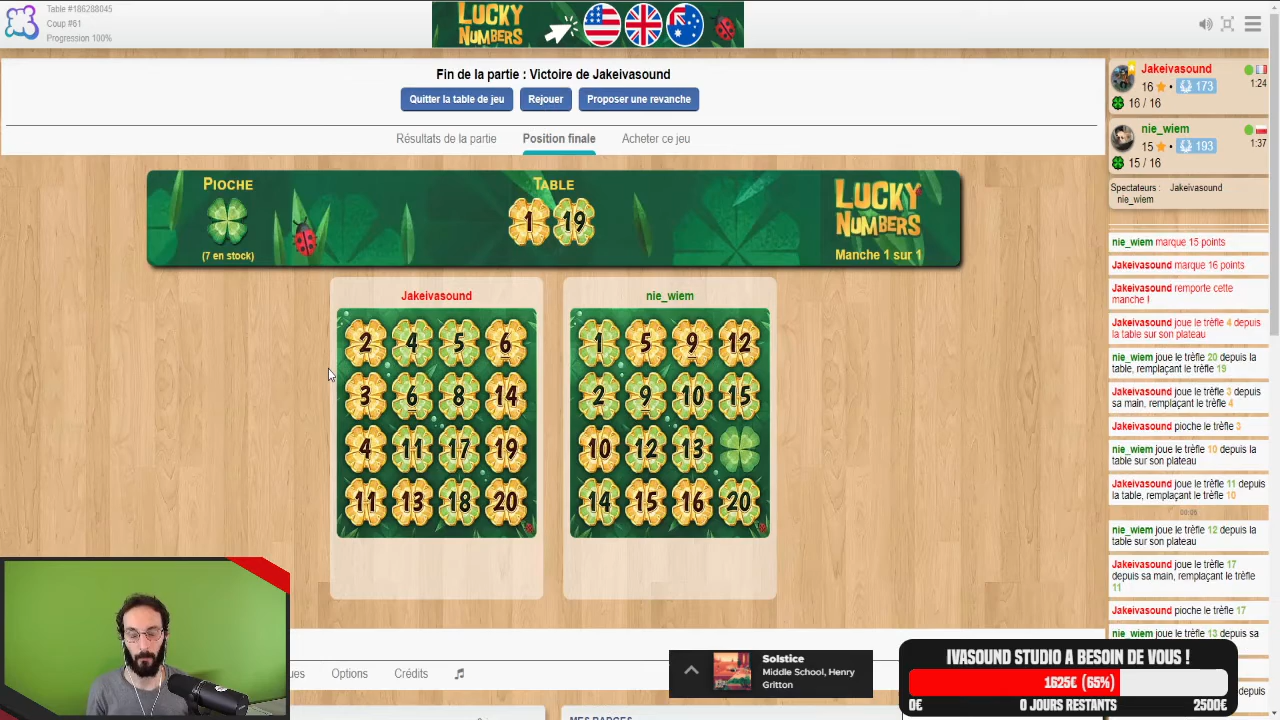 Table #186288045
Coup #61
Progression 100%
LUCKY
NUMBERS
Fin de la partie : Victoire de Jakeivasound
Quitter la table de jeu
Rejouer
Proposer une revanche
Résultats de la partie
Position finale
Acheter ce jeu
PIOCHE
(7 en stock)
TABLE
1 19
LUCKY
NUMBERS
Manche 1 sur 1
Jakeivasound
2 4 5 6
3 6 8 14
4 11 17 19
11 13 18 20
nie_wiem
1 5 9 12
2 9 10 15
10 12 13
14 15 16 20
Jakeivasound
16 • 173
1:24
16 / 16
nie_wiem
15 • 193
1:37
15 / 16
Spectateurs : Jakeivasound
nie_wiem
nie_wiem marque 15 points
Jakeivasound marque 16 points
Jakeivasound remporte cette
manche !
Jakeivasound joue le trèfle 4 depuis
la table sur son plateau
nie_wiem joue le trèfle 20 depuis la
table, remplaçant le trèfle 19
Jakeivasound joue le trèfle 3 depuis
sa main, remplaçant le trèfle 4
Jakeivasound pioche le trèfle 3
nie_wiem joue le trèfle 10 depuis la
table sur son plateau
Jakeivasound joue le trèfle 11 depuis
la table, remplaçant le trèfle 10
nie_wiem joue le trèfle 12 depuis la
table sur son plateau
Jakeivasound joue le trèfle 17
depuis sa main, remplaçant le trèfle
11
Jakeivasound pioche le trèfle 17
nie_wiem joue le trèfle 13 depuis sa
depuis
ues
Options
Crédits
Solstice
Middle School, Henry
Gritton
IVASOUND STUDIO A BESOIN DE VOUS !
1625€ (65%)
0€
0 JOURS RESTANTS
2500€
MES BADGES